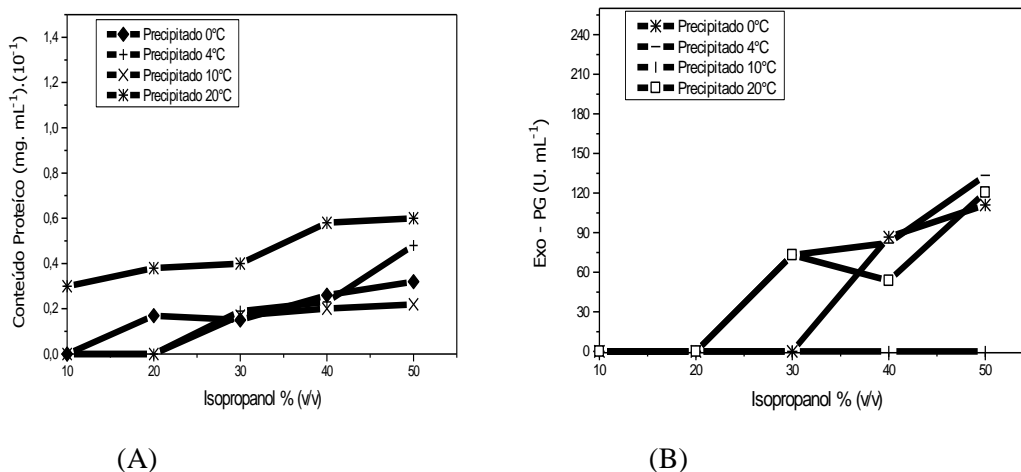 Conteúdo Proteíco (mg. mL⁻¹).(10⁻¹)
1,4
1,2
1,0
0,8
0,6
0,4
0,2
0,0
Precipitado 0°C
Precipitado 4°C
Precipitado 10°C
Precipitado 20°C
10 20 30 40 50
Isopropanol % (v/v)
(A)
Exo - PG (U. mL⁻¹)
240
210
180
150
120
90
60
30
0
Precipitado 0°C
Precipitado 4°C
Precipitado 10°C
Precipitado 20°C
10 20 30 40 50
Isopropanol % (v/v)
(B)